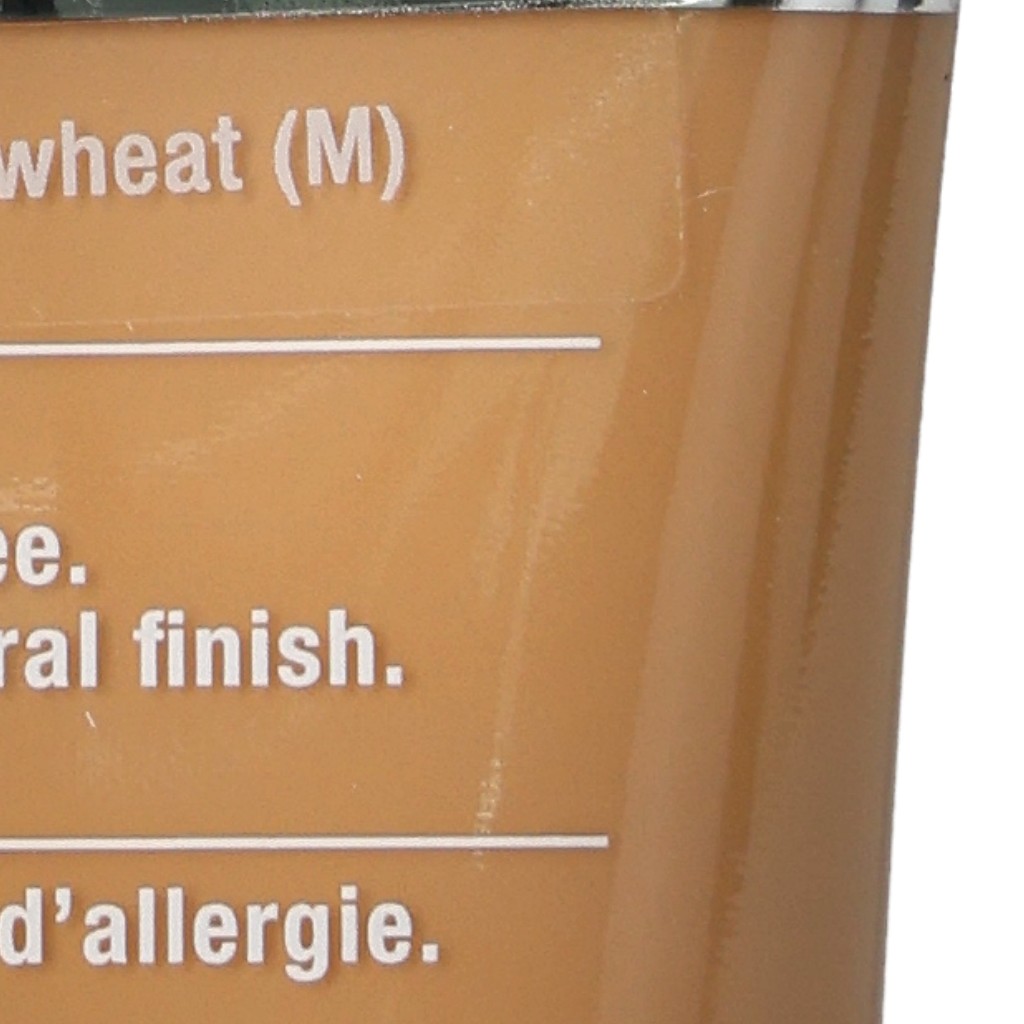 wheat (M)
ee.
ral finish.
d’allergie.